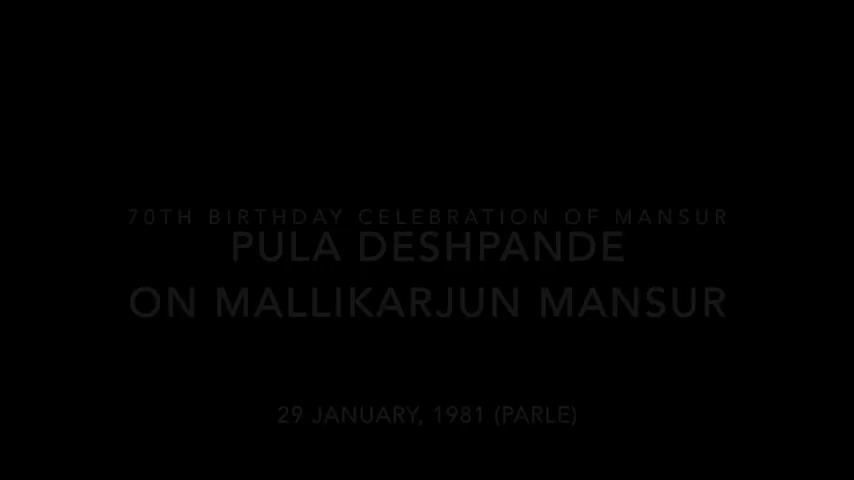 70TH BIRTHDAY CELEBRATION OF MANSUR
PULA DESHPANDE
ON MALLIKARJUN MANSUR
29 JANUARY, 1981 (PARLE)